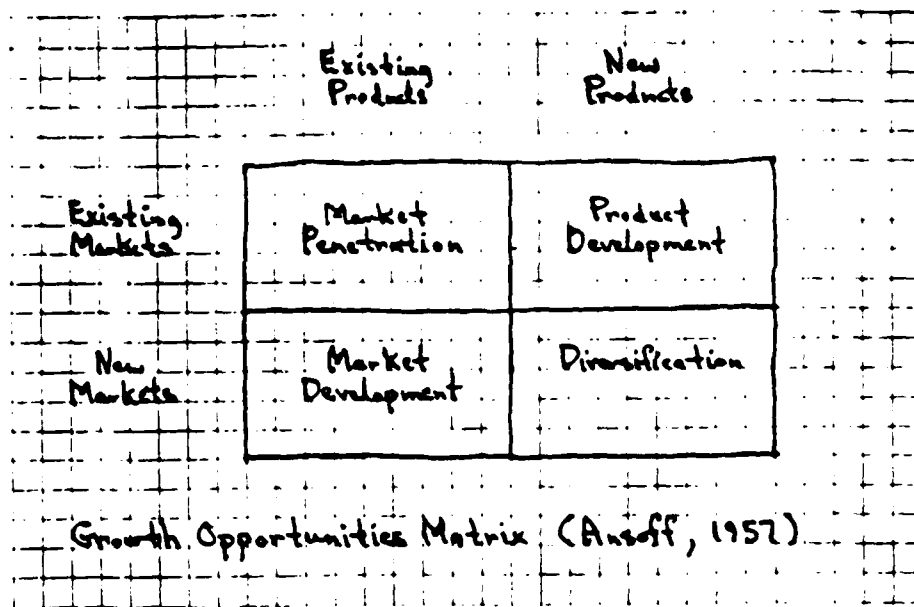 Existing
Products
New
Products
Existing
Markets
Market
Penetration
Product
Development
New
Markets
Market
Development
Diversification
Growth Opportunities Matrix (Ansoff, 1957)